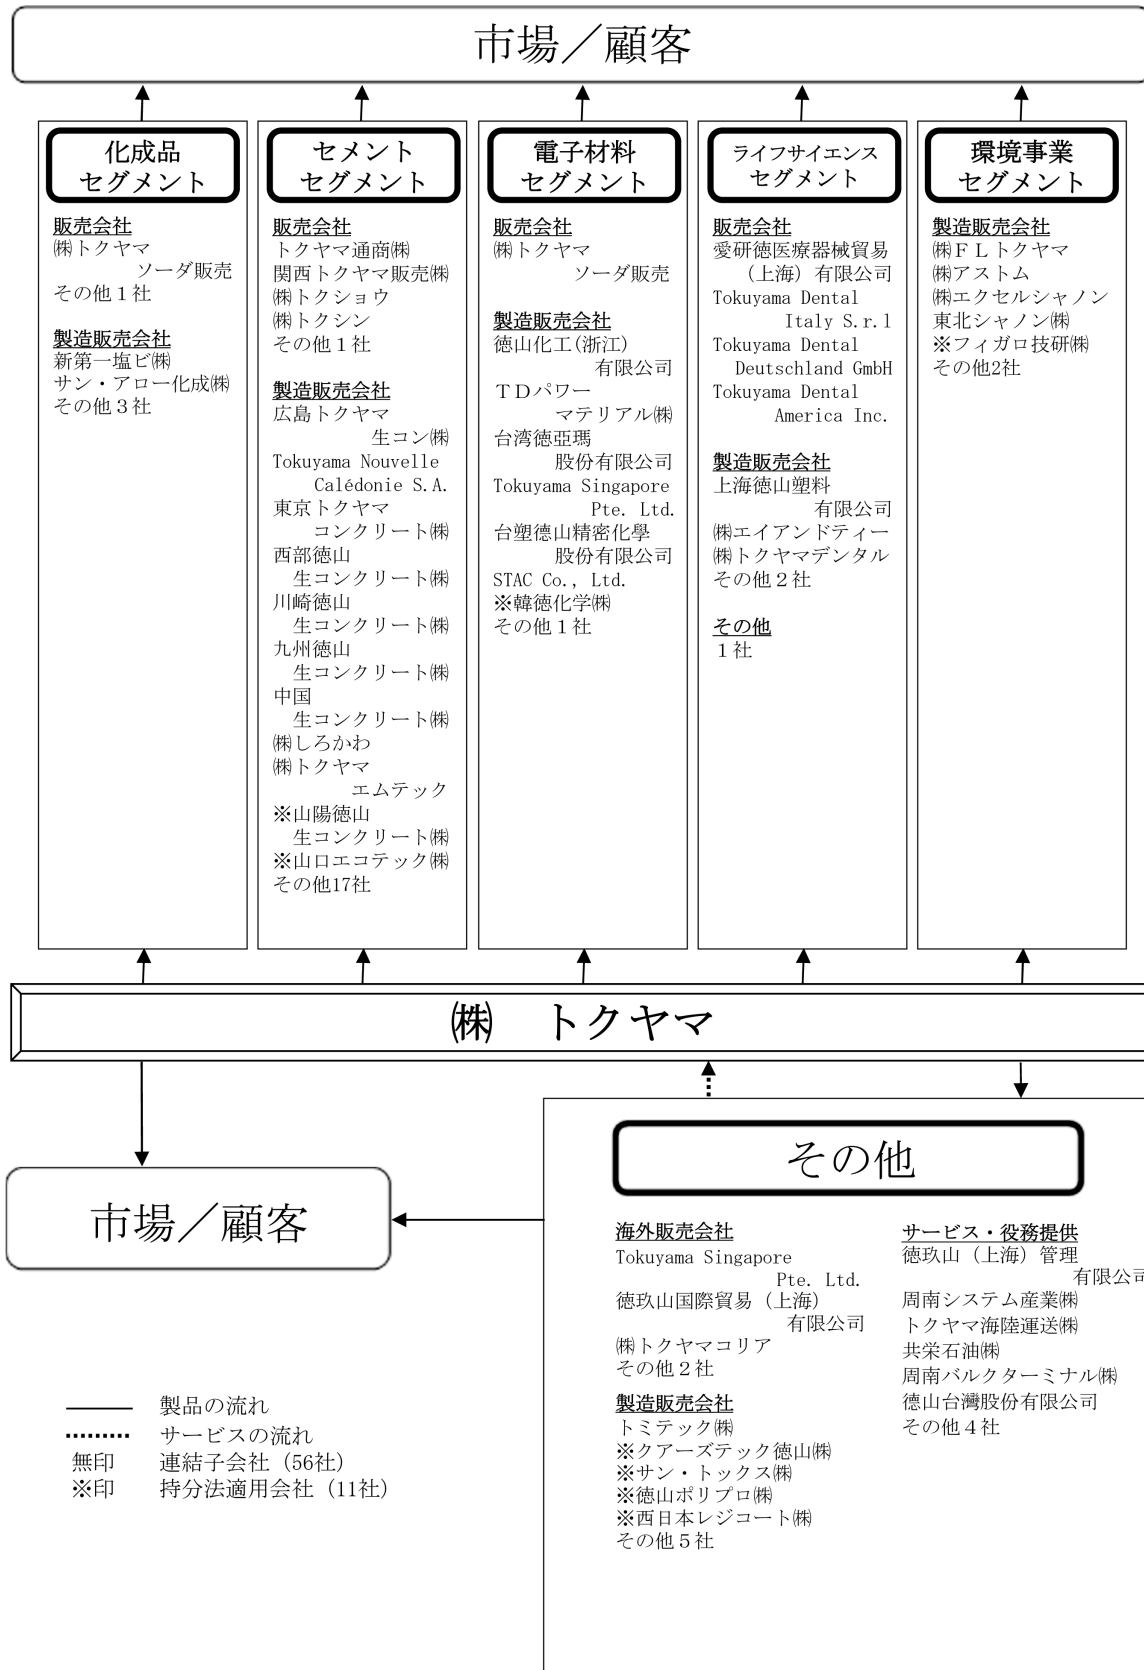 市場／顧客
化成品
セグメント
販売会社
㈱トクヤマ
ソーダ販売
その他１社
製造販売会社
新第一塩ビ㈱
サン・アロー化成㈱
その他３社
セメント
セグメント
販売会社
トクヤマ通商㈱
関西トクヤマ販売㈱
㈱トクショウ
㈱トクシン
その他１社
製造販売会社
広島トクヤマ
生コン㈱
Tokuyama Nouvelle
Calédonie S.A.
東京トクヤマ
コンクリート㈱
西部徳山
生コンクリート㈱
川崎徳山
生コンクリート㈱
九州徳山
生コンクリート㈱
中国
生コンクリート㈱
㈱しろかわ
㈱トクヤマ
エムテック
※山陽徳山
生コンクリート㈱
※山口エコテック㈱
その他17社
電子材料
セグメント
販売会社
㈱トクヤマ
ソーダ販売
製造販売会社
徳山化工(浙江)
有限公司
ＴＤパワー
マテリアル㈱
台湾徳亞瑪
股份有限公司
Tokuyama Singapore
Pte. Ltd.
台塑德山精密化學
股份有限公司
STAC Co., Ltd.
※韓徳化学㈱
その他１社
ライフサイエンス
セグメント
販売会社
愛研徳医療器械貿易
（上海）有限公司
Tokuyama Dental
Italy S.r.l
Tokuyama Dental
Deutschland GmbH
Tokuyama Dental
America Inc.
製造販売会社
上海徳山塑料
有限公司
㈱エイアンドティー
㈱トクヤマデンタル
その他２社
その他
１社
環境事業
セグメント
製造販売会社
㈱ＦＬトクヤマ
㈱アストム
㈱エクセルシャノン
東北シャノン㈱
※フィガロ技研㈱
その他2社
㈱　トクヤマ
市場／顧客
その他
海外販売会社
Tokuyama Singapore
Pte. Ltd.
徳玖山国際貿易（上海）
有限公司
㈱トクヤマコリア
その他２社
製造販売会社
トミテック㈱
※クアーズテック徳山㈱
※サン・トックス㈱
※徳山ポリプロ㈱
※西日本レジコート㈱
その他５社
サービス・役務提供
徳玖山（上海）管理
有限公司
周南システム産業㈱
トクヤマ海陸運送㈱
共栄石油㈱
周南バルクターミナル㈱
德山台灣股份有限公司
その他４社
製品の流れ
サービスの流れ
無印　連結子会社（56社）
※印　持分法適用会社（11社）